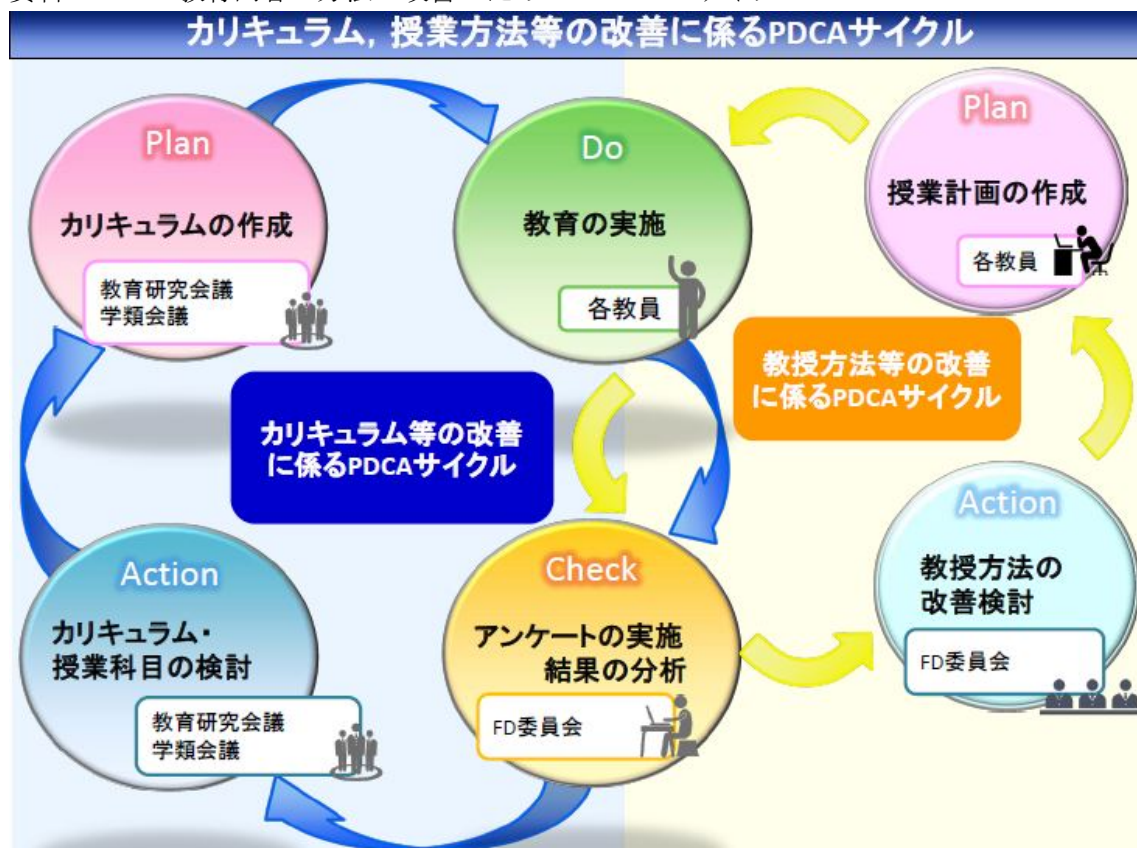 カリキュラム，授業方法等の改善に係るPDCAサイクル
Plan
カリキュラムの作成
教育研究会議
学類会議
Do
教育の実施
各教員
Plan
授業計画の作成
各教員
カリキュラム等の改善
に係るPDCAサイクル
教授方法等の改善
に係るPDCAサイクル
Action
カリキュラム・
授業科目の検討
教育研究会議
学類会議
Check
アンケートの実施
結果の分析
FD委員会
Action
教授方法の
改善検討
FD委員会